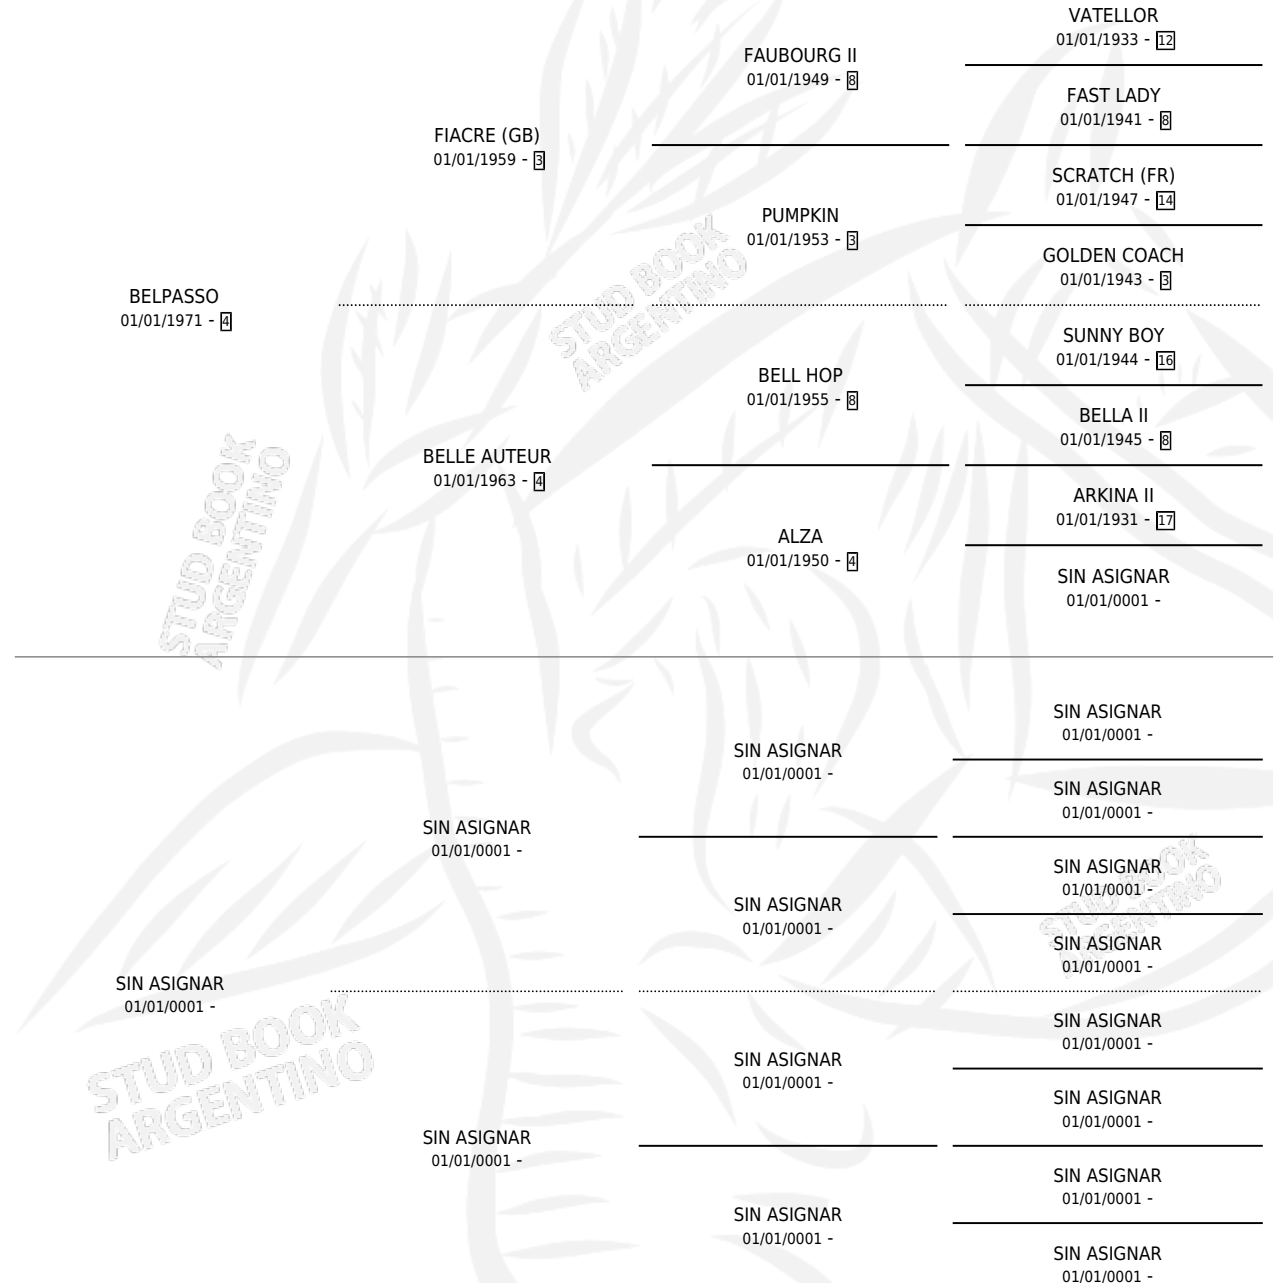 VATELLOR
01/01/1933 - 12
FAUBOURG II
01/01/1949 - 8
FAST LADY
01/01/1941 - 8
FIACRE (GB)
01/01/1959 - 3
SCRATCH (FR)
01/01/1947 - 14
PUMPKIN
01/01/1953 - 3
GOLDEN COACH
01/01/1943 - 3
BELPASSO
01/01/1971 - 4
STUD BOOK
ARGENTINO
SUNNY BOY
01/01/1944 - 16
BELL HOP
01/01/1955 - 8
BELLA II
01/01/1945 - 8
BELLE AUTEUR
01/01/1963 - 4
ARKINA II
01/01/1931 - 17
ALZA
01/01/1950 - 4
SIN ASIGNAR
01/01/0001 -
STUD BOOK
ARGENTINO
SIN ASIGNAR
01/01/0001 -
SIN ASIGNAR
01/01/0001 -
SIN ASIGNAR
01/01/0001 -
SIN ASIGNAR
01/01/0001 -
SIN ASIGNAR
01/01/0001 -
SIN ASIGNAR
01/01/0001 -
SIN ASIGNAR
01/01/0001 -
STUD BOOK
ARGENTINO
SIN ASIGNAR
01/01/0001 -
SIN ASIGNAR
01/01/0001 -
STUD BOOK
ARGENTINO
SIN ASIGNAR
01/01/0001 -
SIN ASIGNAR
01/01/0001 -
SIN ASIGNAR
01/01/0001 -
SIN ASIGNAR
01/01/0001 -
SIN ASIGNAR
01/01/0001 -
SIN ASIGNAR
01/01/0001 -